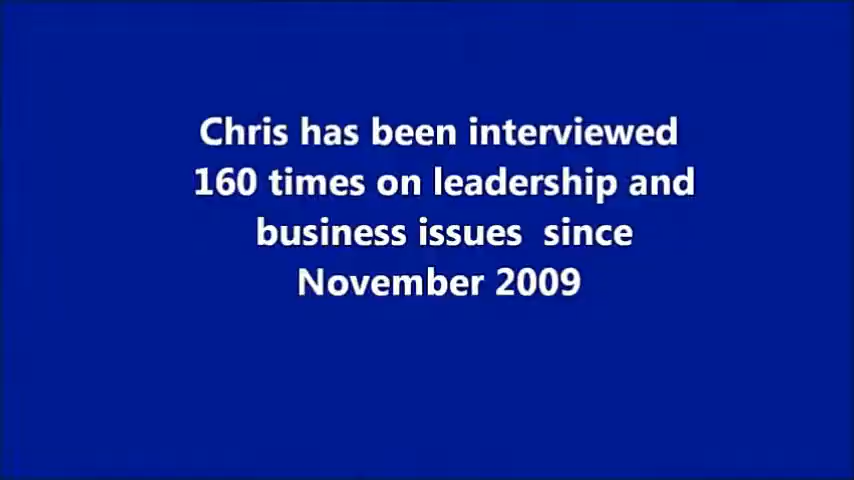 Chris has been interviewed
160 times on leadership and
business issues  since
November 2009